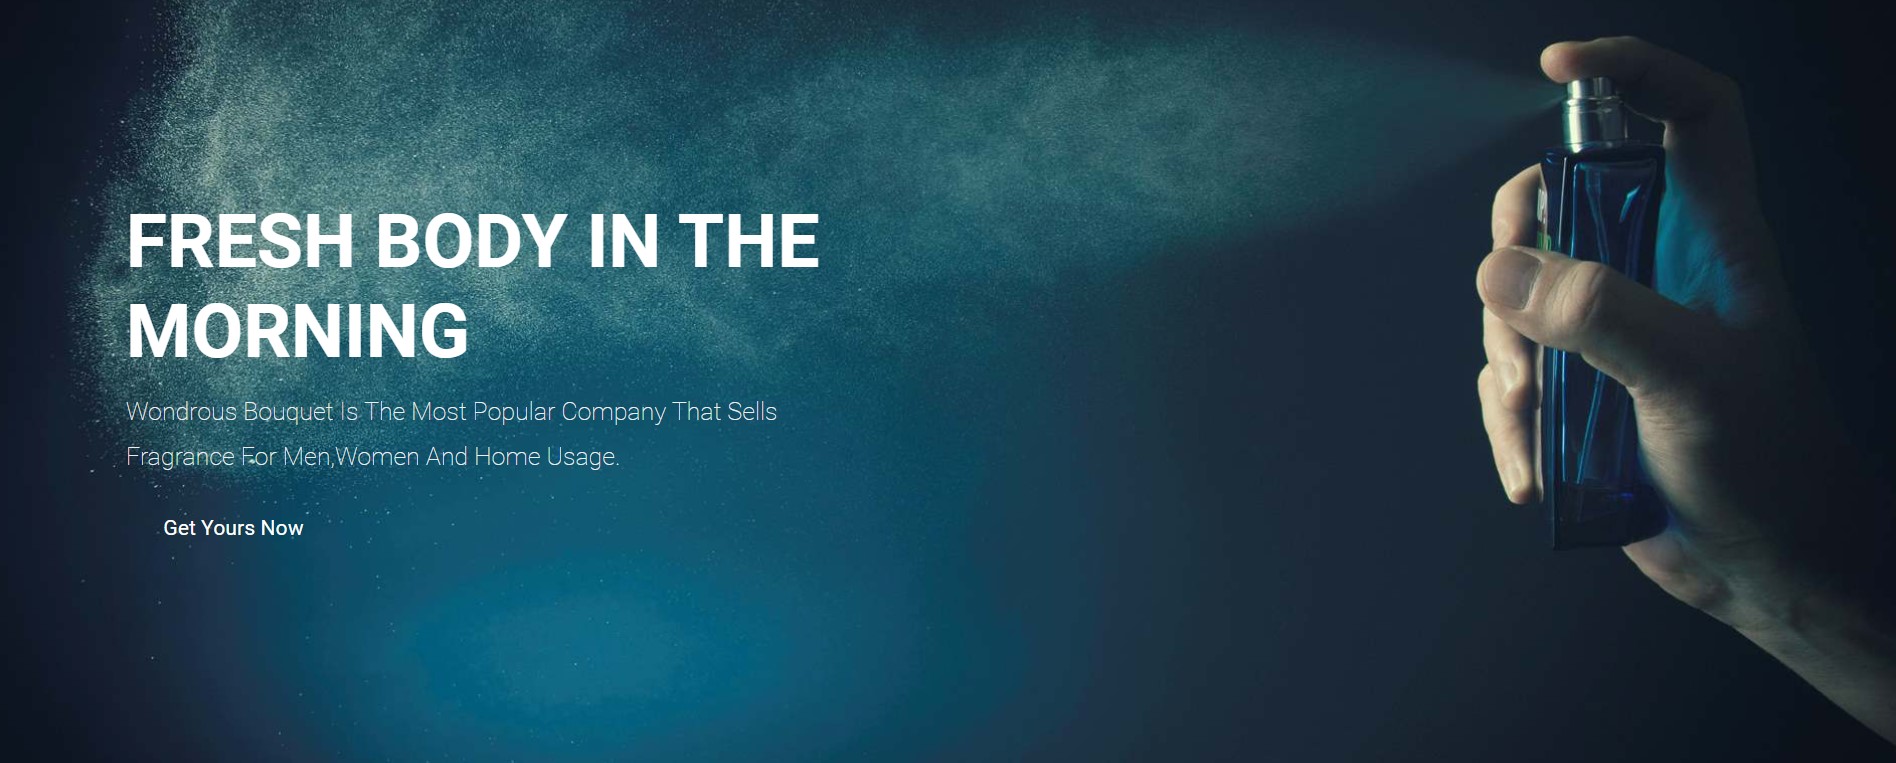 FRESH BODY IN THE
MORNING
Wondrous Bouquet Is The Most Popular Company That Sells
Fragrance For Men,Women And Home Usage.
Get Yours Now